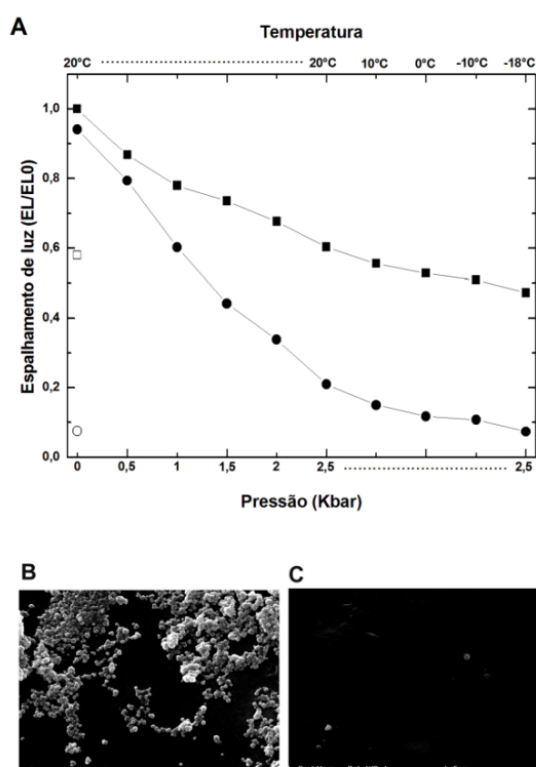 A
Temperatura
20°C 20°C 10°C 0°C -10°C -18°C
Espalhamento de luz (EL/EL0)
1,0
0,8
0,6
0,4
0,2
0,0
0 0,5 1 1,5 2 2,5 2,5
Pressão (Kbar)
B
C